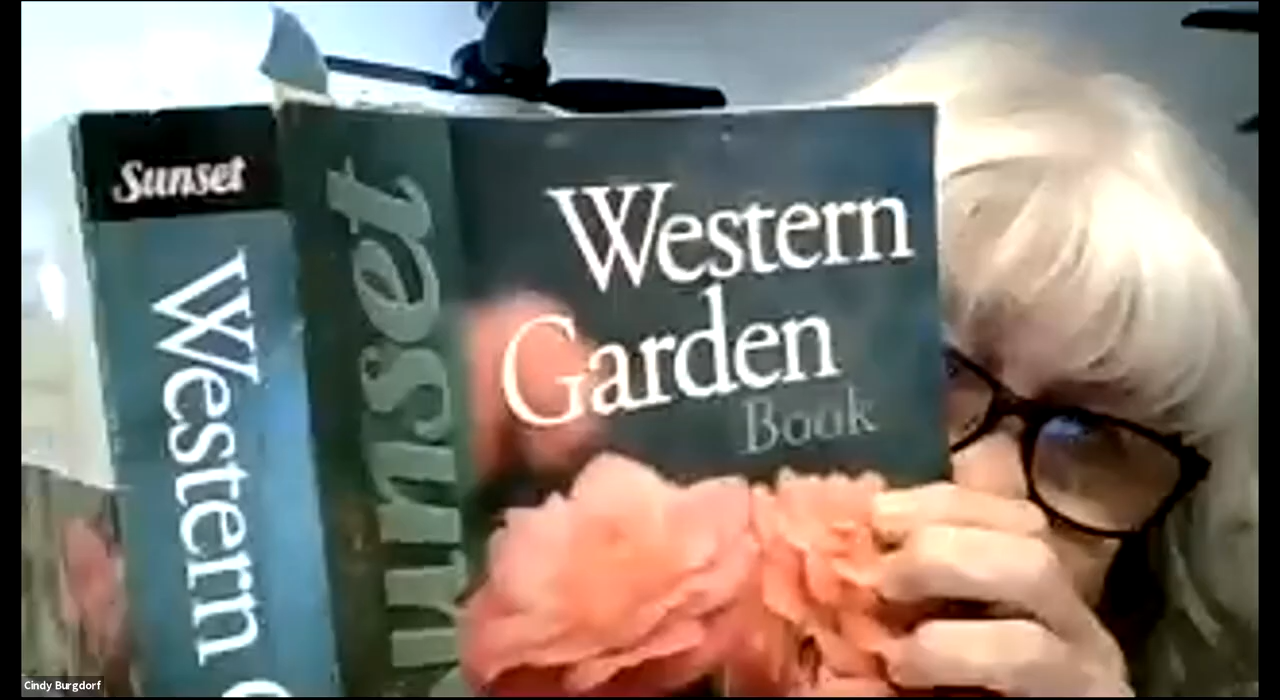 Sunset
Western
sunset
Western
Garden
Book
Cindy Burgdorf